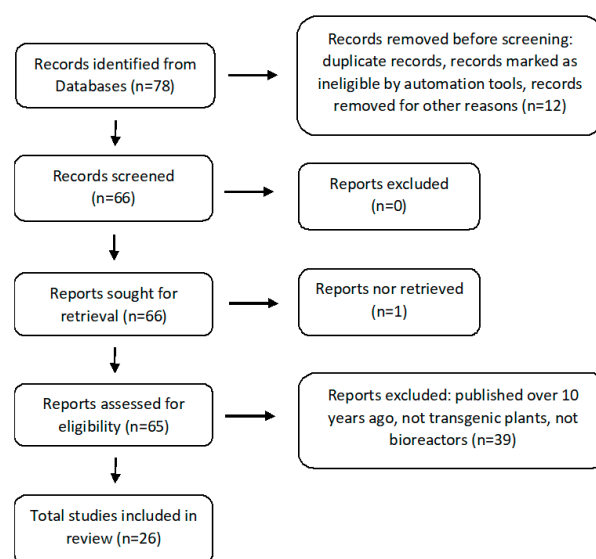 Records identified from
Databases (n=78)
Records removed before screening:
duplicate records, records marked as
ineligible by automation tools, records
removed for other reasons (n=12)
Records screened
(n=66)
Reports excluded
(n=0)
Reports sought for
retrieval (n=66)
Reports nor retrieved
(n=1)
Reports assessed for
eligibility (n=65)
Reports excluded: published over 10
years ago, not transgenic plants, not
bioreactors (n=39)
Total studies included in
review (n=26)